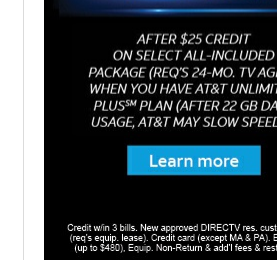 AFTER $25 CREDIT
ON SELECT ALL-INCLUDED
PACKAGE (REQ'S 24-MO. TV AG
WHEN YOU HAVE AT&T UNLIMI
PLUS℠ PLAN (AFTER 22 GB DA
USAGE, AT&T MAY SLOW SPEE
Learn more
Credit w/in 3 bills. New approved DIRECTV res. cust
(req's equip. lease). Credit card (except MA & PA).
(up to $480), Equip. Non-Return & add'l fees & rest